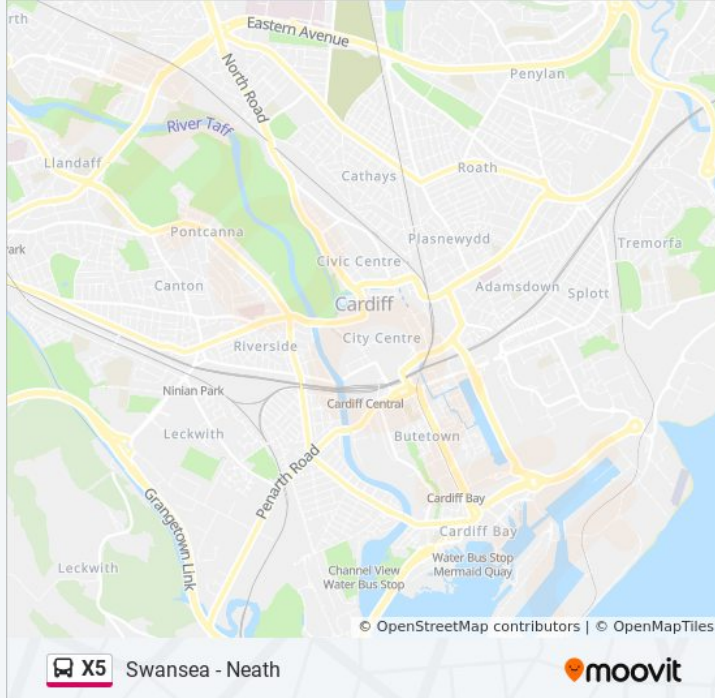 rth
Eastern Avenue
North Road
Penylan
River Taff
Llandaff
Cathays
Roath
Pontcanna
Plasnewydd
ark
Civic Centre
Tremorfa
Canton
Adamsdown
Splott
Cardiff
Riverside
City Centre
Ninian Park
Cardiff Central
Leckwith
Butetown
Penarth Road
Grangetown Link
Cardiff Bay
Cardiff Bay
Leckwith
Channel View
Water Bus Stop
Water Bus Stop
Mermaid Quay
© OpenStreetMap contributors | © OpenMapTiles
X5 Swansea - Neath
moovit